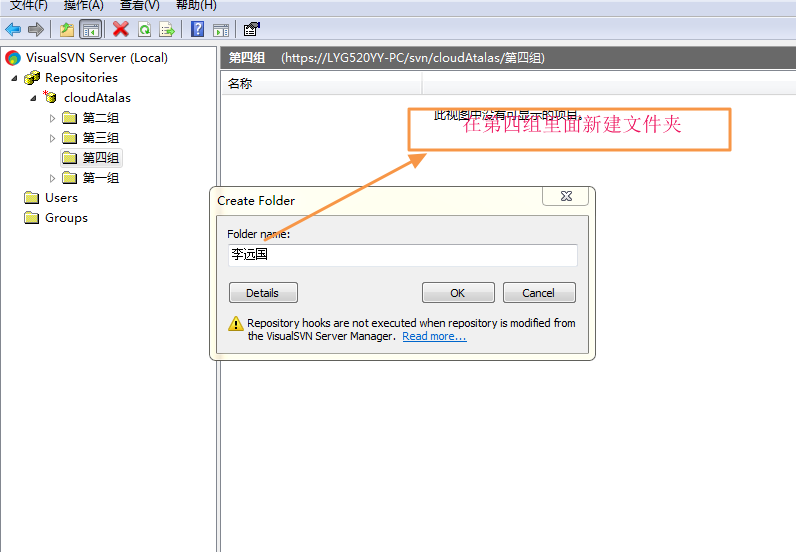 文件(F) 操作(A) 查看(V) 帮助(H)
VisualSVN Server (Local)
Repositories
cloudAtalas
第二组
第三组
第四组
第一组
Users
Groups
第四组 (https://LYG520YY-PC/svn/cloudAtalas/第四组)
名称
此视图中没有可显示的项目。
在第四组里面新建文件夹
Create Folder
Folder name:
李远国
Details OK Cancel
Repository hooks are not executed when repository is modified from
the VisualSVN Server Manager. Read more...